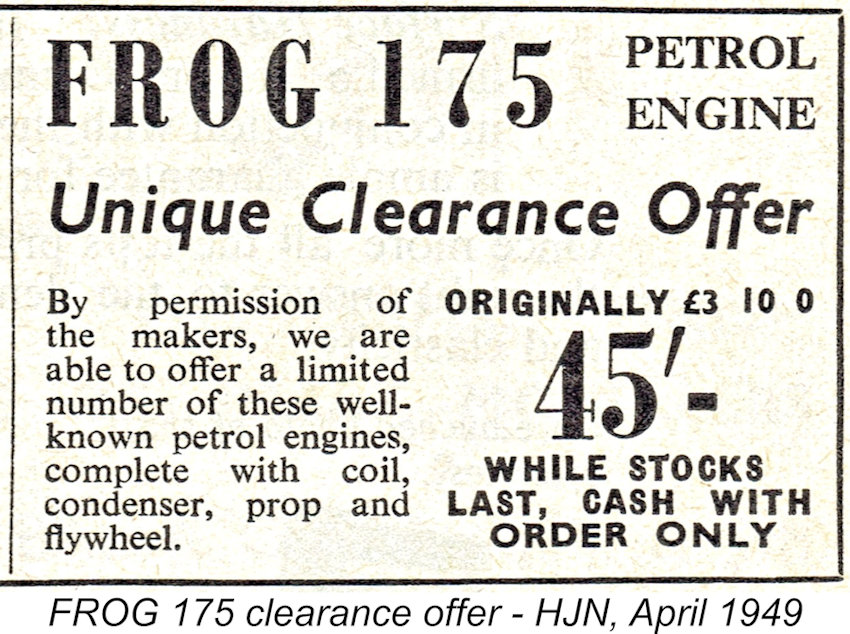 FROG 175 PETROL
ENGINE
Unique Clearance Offer
By permission of
the makers, we are
able to offer a limited
number of these well-
known petrol engines,
complete with coil,
condenser, prop and
flywheel.
ORIGINALLY £3 10 0
45/-
WHILE STOCKS
LAST, CASH WITH
ORDER ONLY
FROG 175 clearance offer - HJN, April 1949